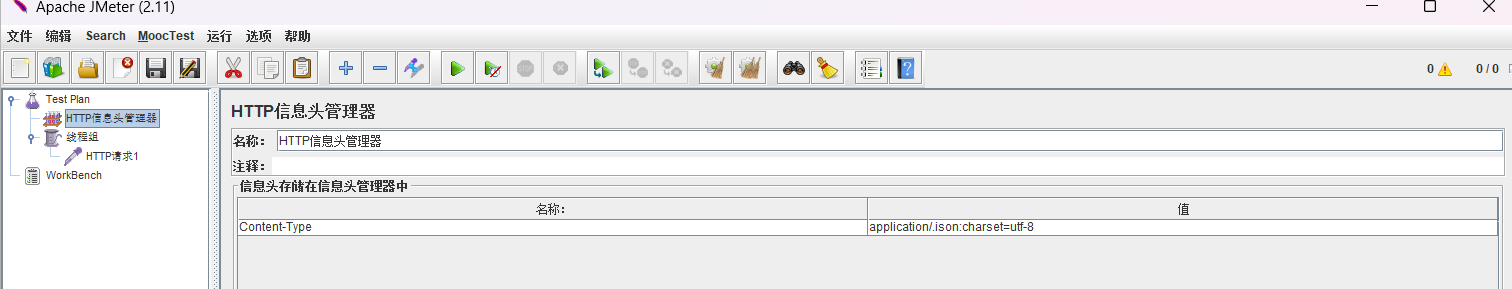 Apache JMeter (2.11)
文件 编辑 Search MoocTest 运行 选项 帮助
0 0 / 0
Test Plan
HTTP信息头管理器
线程组
HTTP请求1
WorkBench
HTTP信息头管理器
名称: HTTP信息头管理器
注释:
信息头存储在信息头管理器中
名称: 值
Content-Type application/.ison:charset=utf-8